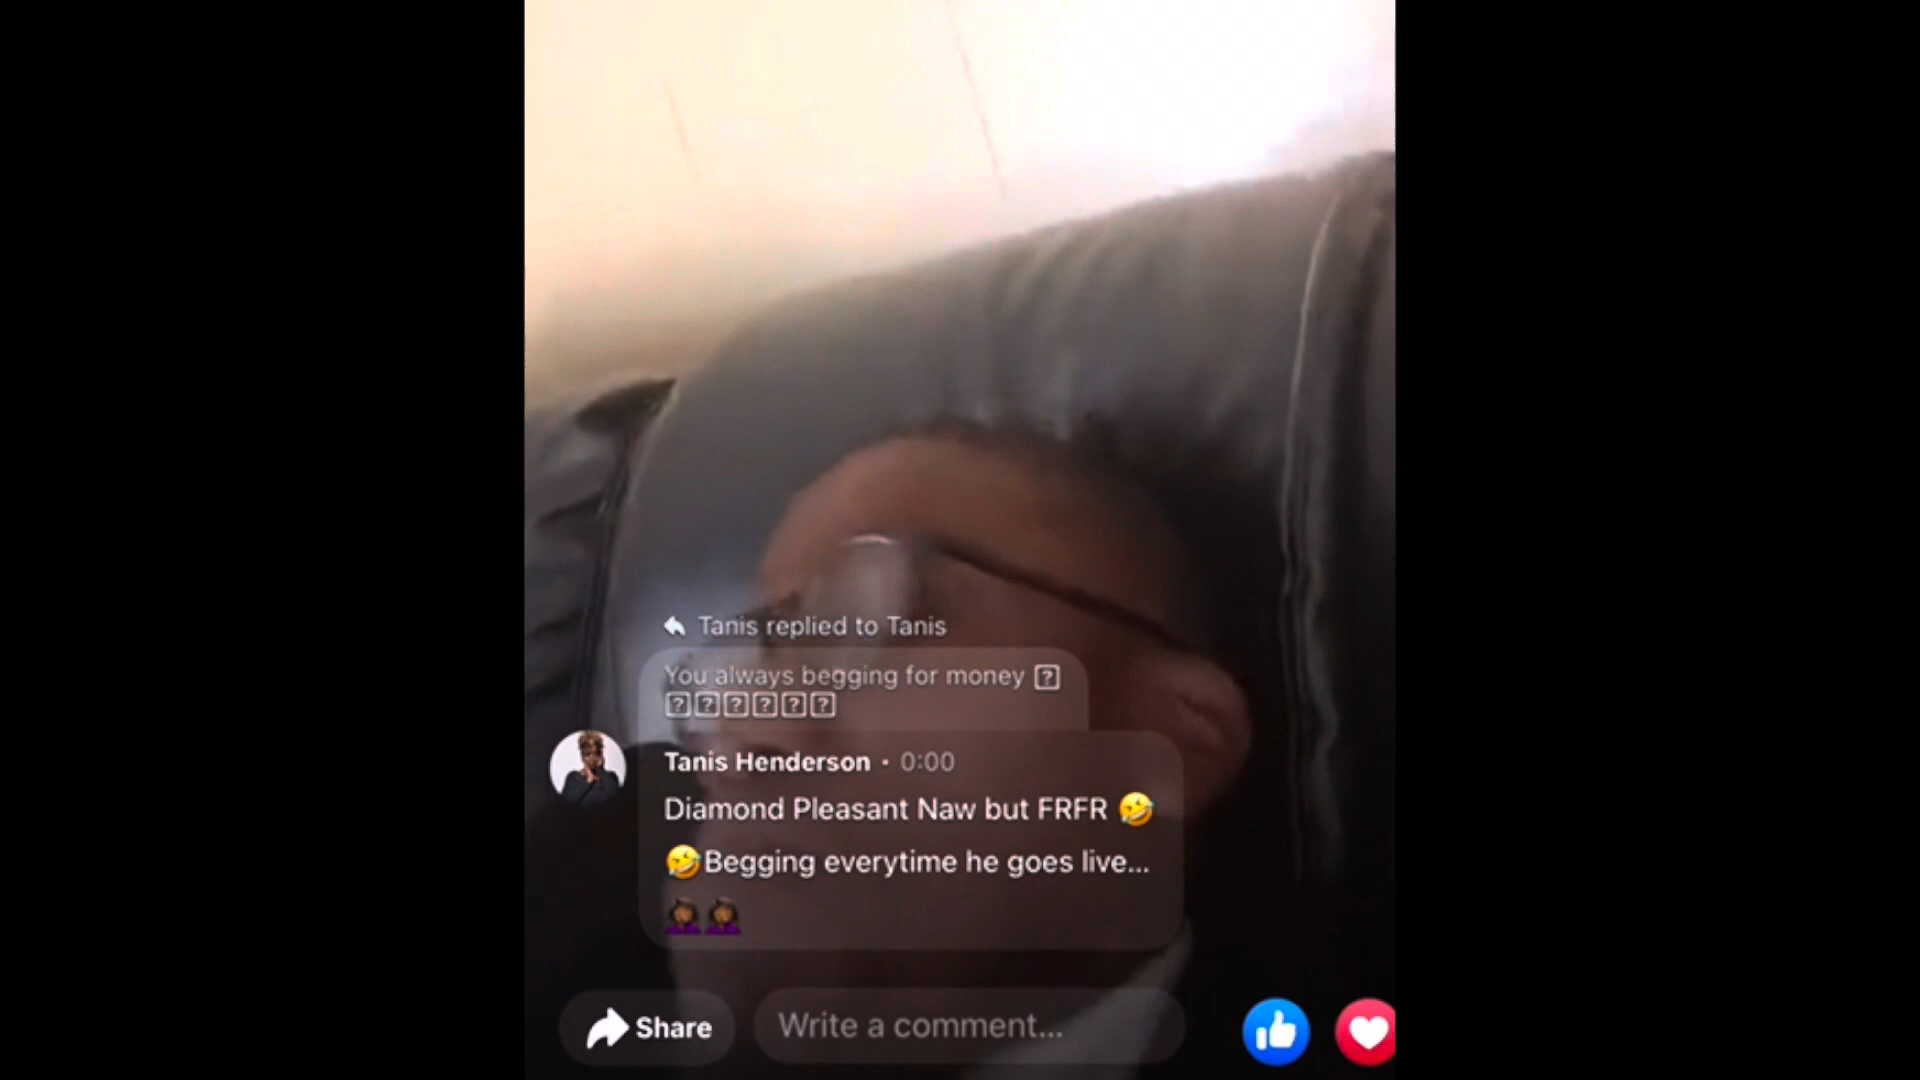 Tanis replied to Tanis
You always begging for money
Tanis Henderson · 0:00
Diamond Pleasant Naw but FRFR 🤣
🤣Begging everytime he goes live...
🤦🏾‍♀️🤦🏾‍♀️
Share
Write a comment...